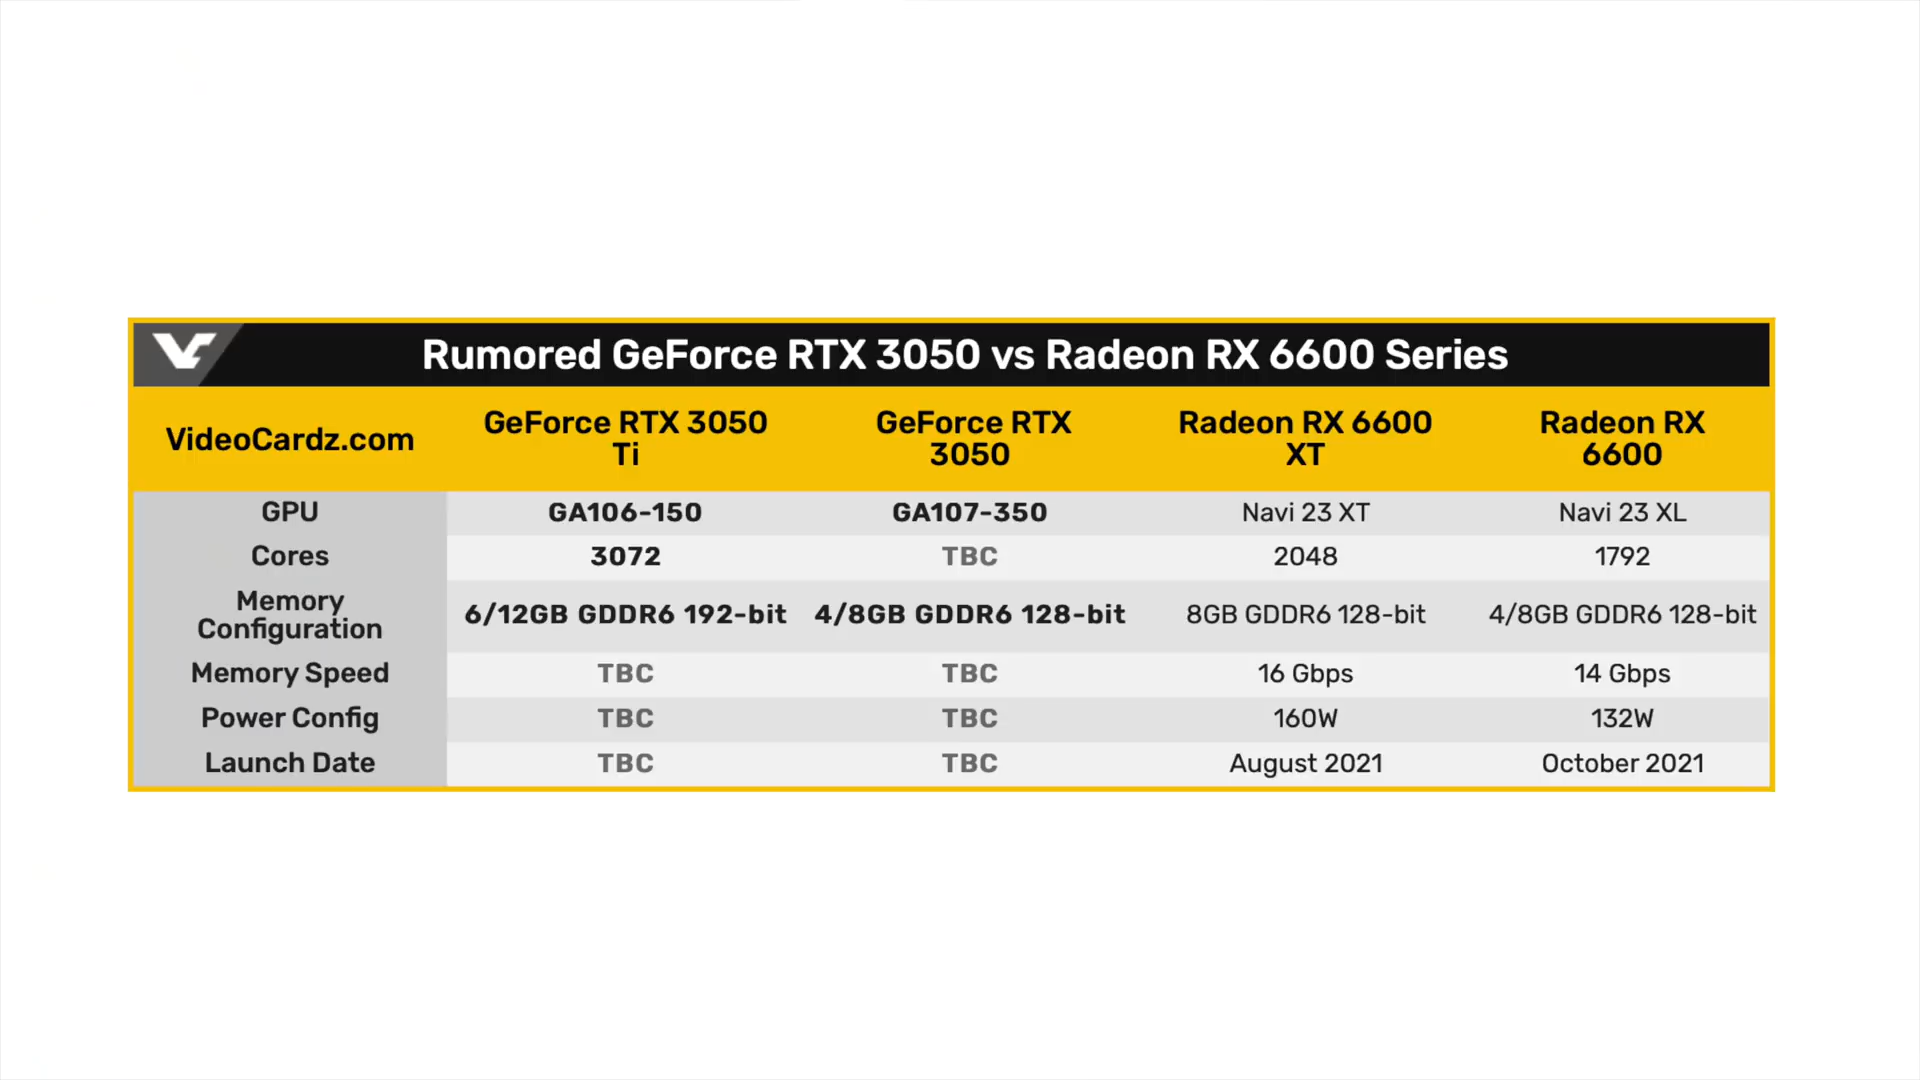 Rumored GeForce RTX 3050 vs Radeon RX 6600 Series
VideoCardz.com
GeForce RTX 3050
Ti
GeForce RTX
3050
Radeon RX 6600
XT
Radeon RX
6600
GPU
GA106-150
GA107-350
Navi 23 XT
Navi 23 XL
Cores
3072
TBC
2048
1792
Memory
Configuration
6/12GB GDDR6 192-bit
4/8GB GDDR6 128-bit
8GB GDDR6 128-bit
4/8GB GDDR6 128-bit
Memory Speed
TBC
TBC
16 Gbps
14 Gbps
Power Config
TBC
TBC
160W
132W
Launch Date
TBC
TBC
August 2021
October 2021